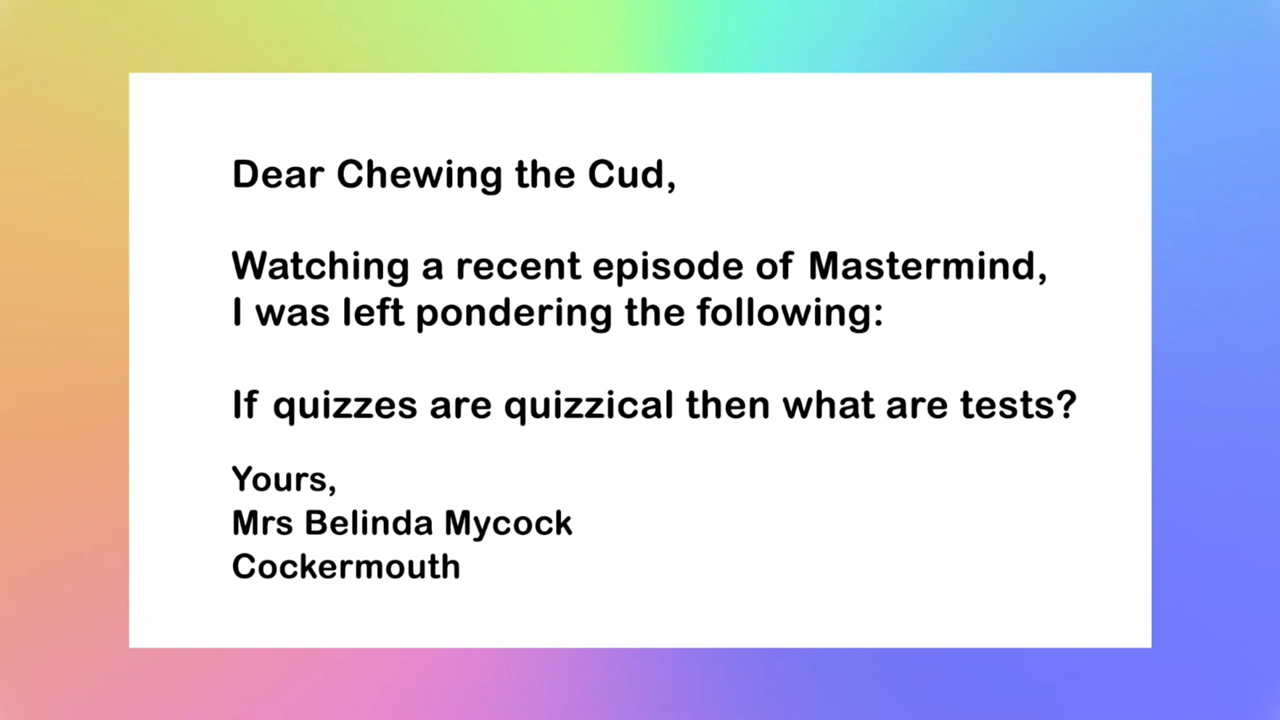 Dear Chewing the Cud,
Watching a recent episode of Mastermind,
I was left pondering the following:
If quizzes are quizzical then what are tests?
Yours,
Mrs Belinda Mycock
Cockermouth